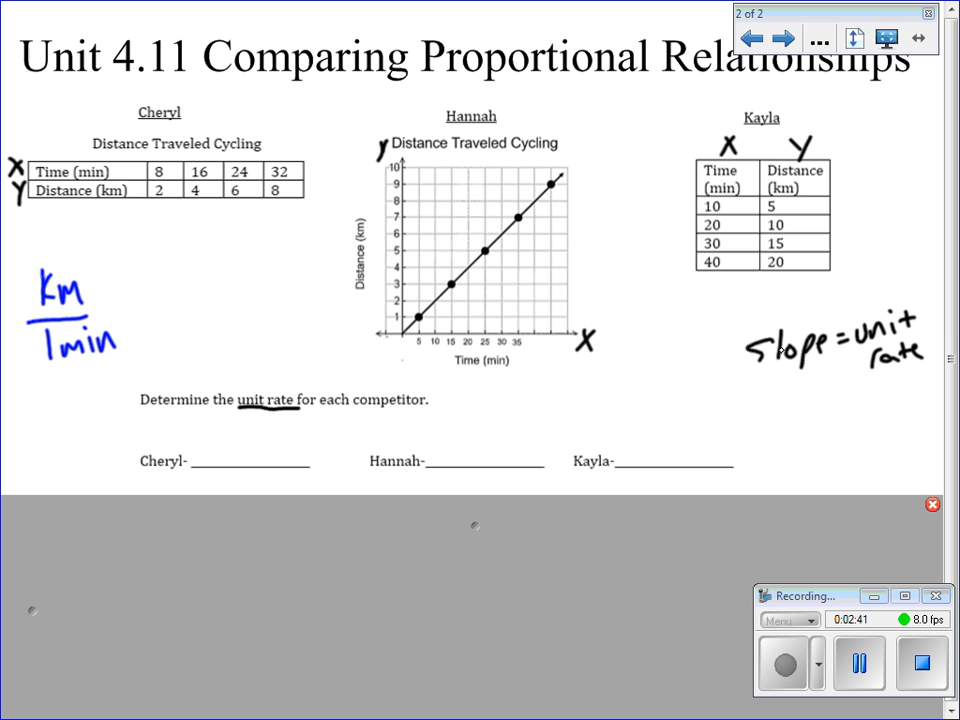 2 of 2
Unit 4.11 Comparing Proportional Relationships
Cheryl
Distance Traveled Cycling
X Time (min) 8 16 24 32
Y Distance (km) 2 4 6 8
Hannah
y Distance Traveled Cycling
Distance (km)
10
9
8
7
6
5
4
3
2
1
5 10 15 20 25 30 35
X
Time (min)
Kayla
X Y
Time (min) Distance (km)
10 5
20 10
30 15
40 20
Km
1 min
Slope = unit
rate
Determine the unit rate for each competitor.
Cheryl- Hannah- Kayla-
Recording...
Menu 0:02:41 8.0 fps